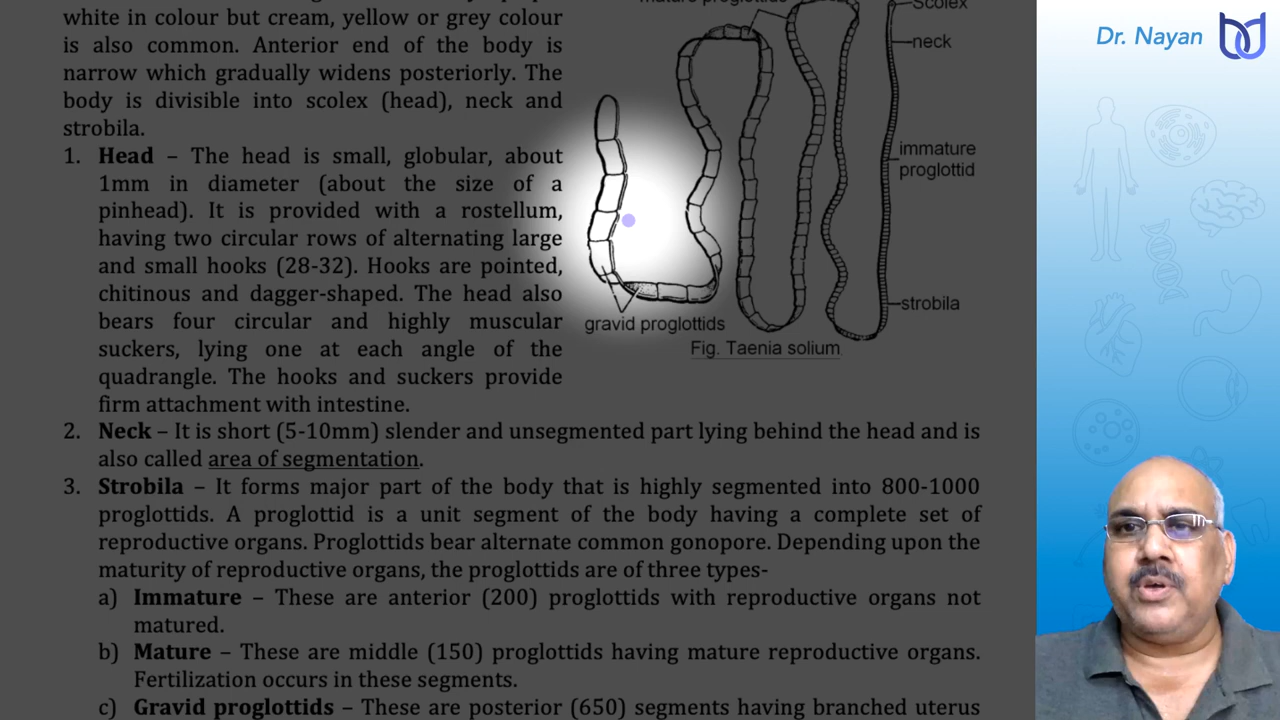 white in colour but cream, yellow or grey colour
is also common. Anterior end of the body is
narrow which gradually widens posteriorly. The
body is divisible into scolex (head), neck and
strobila.
1. Head – The head is small, globular, about
1mm in diameter (about the size of a
pinhead). It is provided with a rostellum,
having two circular rows of alternating large
and small hooks (28-32). Hooks are pointed,
chitinous and dagger-shaped. The head also
bears four circular and highly muscular
suckers, lying one at each angle of the
quadrangle. The hooks and suckers provide
firm attachment with intestine.
mature proglottids
Scolex
neck
immature
proglottid
strobila
gravid proglottids
Fig. Taenia solium
2. Neck – It is short (5-10mm) slender and unsegmented part lying behind the head and is
also called area of segmentation.
3. Strobila – It forms major part of the body that is highly segmented into 800-1000
proglottids. A proglottid is a unit segment of the body having a complete set of
reproductive organs. Proglottids bear alternate common gonopore. Depending upon the
maturity of reproductive organs, the proglottids are of three types-
a) Immature – These are anterior (200) proglottids with reproductive organs not
matured.
b) Mature – These are middle (150) proglottids having mature reproductive organs.
Fertilization occurs in these segments.
c) Gravid proglottids – These are posterior (650) segments having branched uterus
Dr. Nayan